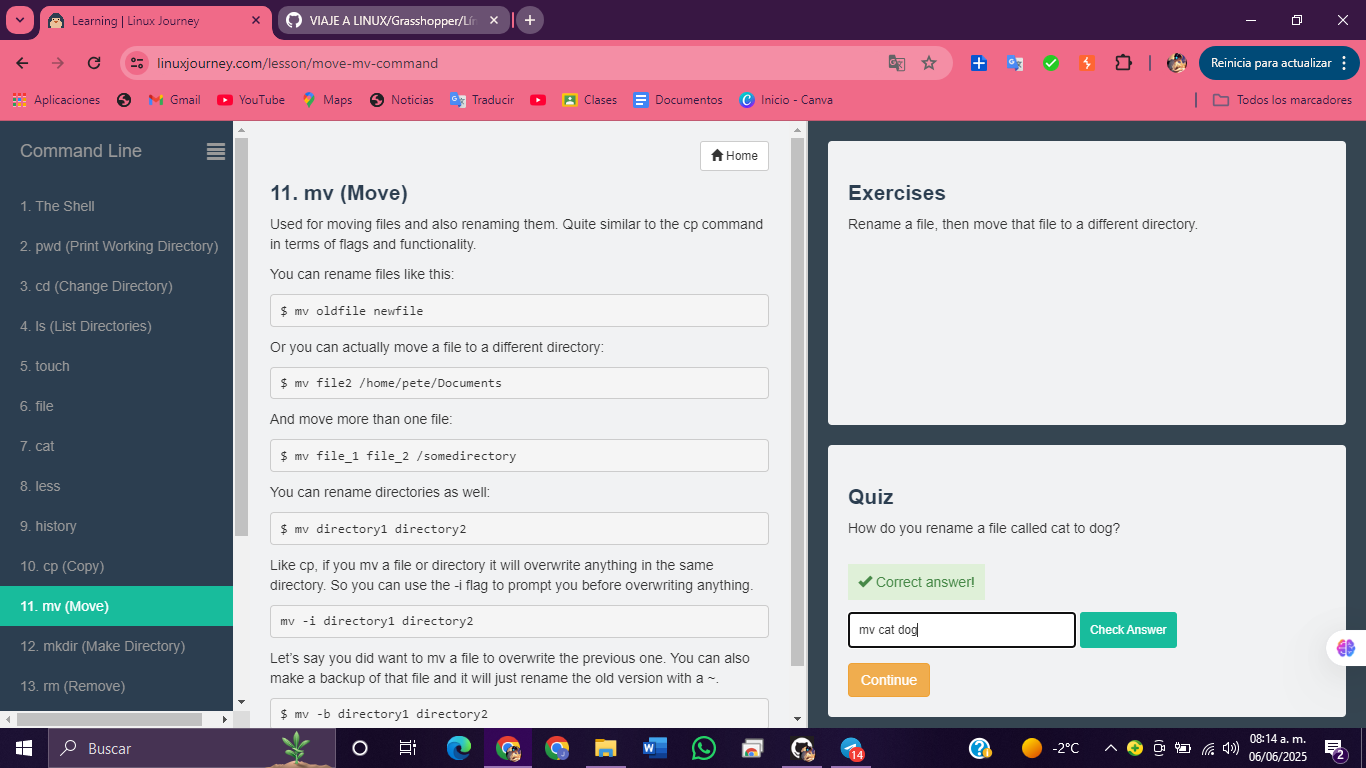 Learning | Linux Journey
VIAJE A LINUX/Grasshopper/Lín
linuxjourney.com/lesson/move-mv-command
Reinicia para actualizar
Aplicaciones
Gmail
YouTube
Maps
Noticias
Traducir
Clases
Documentos
Inicio - Canva
Todos los marcadores
Command Line
1. The Shell
2. pwd (Print Working Directory)
3. cd (Change Directory)
4. ls (List Directories)
5. touch
6. file
7. cat
8. less
9. history
10. cp (Copy)
11. mv (Move)
12. mkdir (Make Directory)
13. rm (Remove)
Home
11. mv (Move)
Used for moving files and also renaming them. Quite similar to the cp command
in terms of flags and functionality.
You can rename files like this:
$ mv oldfile newfile
Or you can actually move a file to a different directory:
$ mv file2 /home/pete/Documents
And move more than one file:
$ mv file_1 file_2 /somedirectory
You can rename directories as well:
$ mv directory1 directory2
Like cp, if you mv a file or directory it will overwrite anything in the same
directory. So you can use the -i flag to prompt you before overwriting anything.
mv -i directory1 directory2
Let’s say you did want to mv a file to overwrite the previous one. You can also
make a backup of that file and it will just rename the old version with a ~.
$ mv -b directory1 directory2
Exercises
Rename a file, then move that file to a different directory.
Quiz
How do you rename a file called cat to dog?
Correct answer!
mv cat dog
Check Answer
Continue
Buscar
14
-2°C
08:14 a. m.
06/06/2025
2